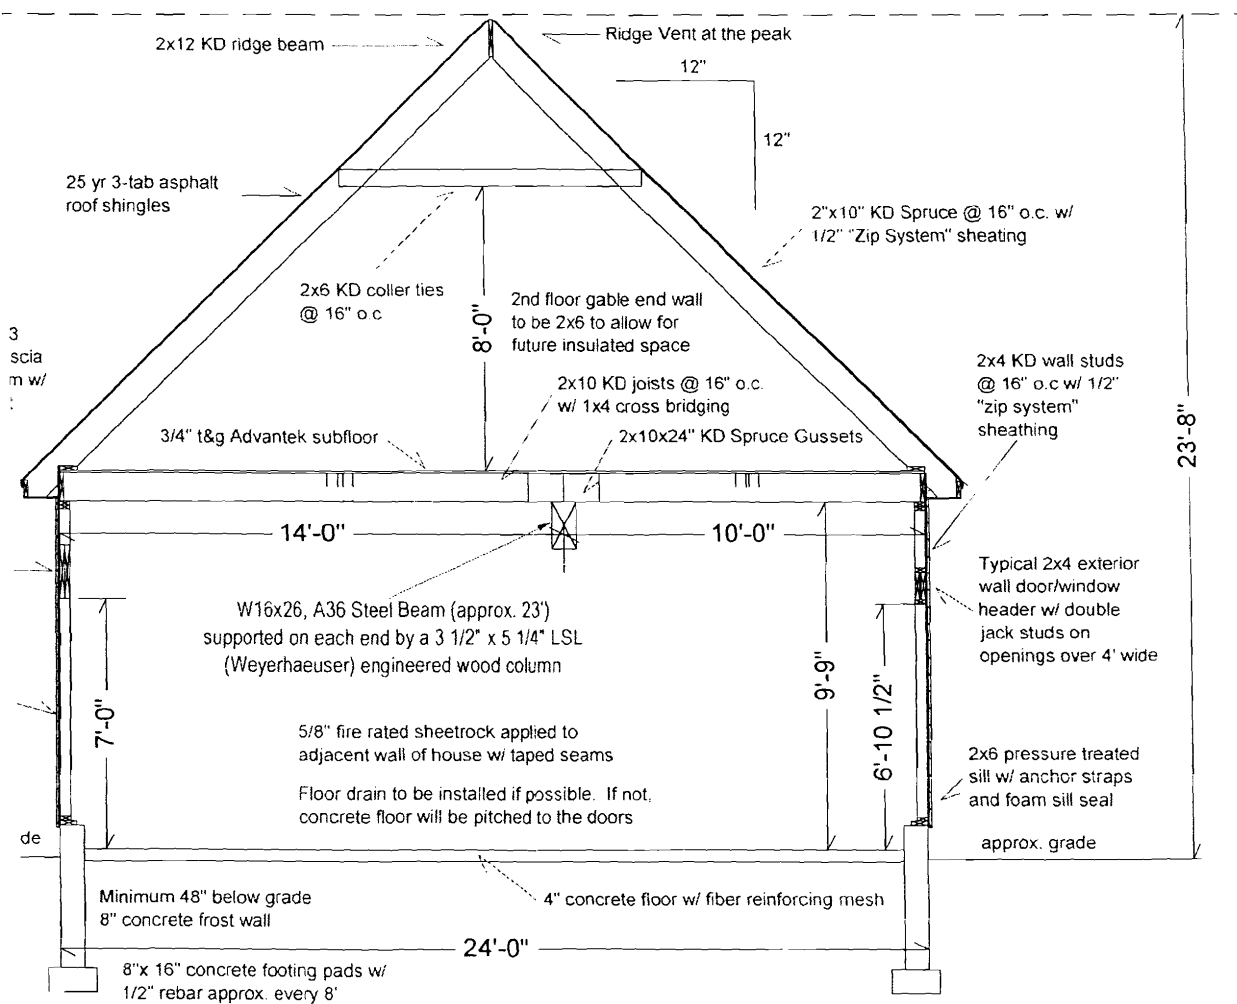 2x12 KD ridge beam
Ridge Vent at the peak
12"
12"
25 yr 3-tab asphalt
roof shingles
2"x10" KD Spruce @ 16" o.c. w/
1/2" "Zip System" sheating
2x6 KD coller ties
@ 16" o.c
8'-0"
2nd floor gable end wall
to be 2x6 to allow for
future insulated space
3
scia
m w/
2x4 KD wall studs
@ 16" o.c w/ 1/2"
"zip system"
sheathing
23'-8"
2x10 KD joists @ 16" o.c.
w/ 1x4 cross bridging
3/4" t&g Advantek subfloor
2x10x24" KD Spruce Gussets
14'-0"
10'-0"
Typical 2x4 exterior
wall door/window
header w/ double
jack studs on
openings over 4' wide
W16x26, A36 Steel Beam (approx. 23')
supported on each end by a 3 1/2" x 5 1/4" LSL
(Weyerhaeuser) engineered wood column
7'-0"
9'-9"
6'-10 1/2"
5/8" fire rated sheetrock applied to
adjacent wall of house w/ taped seams
Floor drain to be installed if possible. If not,
concrete floor will be pitched to the doors
2x6 pressure treated
sill w/ anchor straps
and foam sill seal
de
approx. grade
Minimum 48" below grade
8" concrete frost wall
4" concrete floor w/ fiber reinforcing mesh
24'-0"
8"x 16" concrete footing pads w/
1/2" rebar approx. every 8'